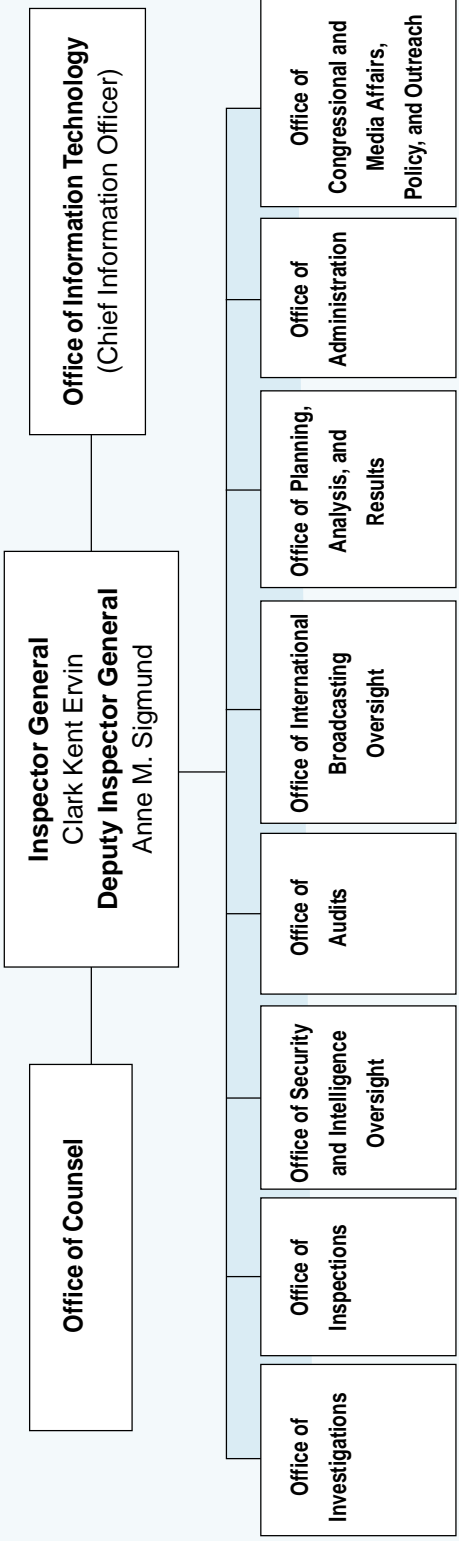 Office of Counsel
Inspector General
Clark Kent Ervin
Deputy Inspector General
Anne M. Sigmund
Office of Information Technology
(Chief Information Officer)
Office of
Investigations
Office of
Inspections
Office of Security
and Intelligence
Oversight
Office of
Audits
Office of International
Broadcasting
Oversight
Office of Planning,
Analysis, and
Results
Office of
Administration
Office of
Congressional and
Media Affairs,
Policy, and Outreach